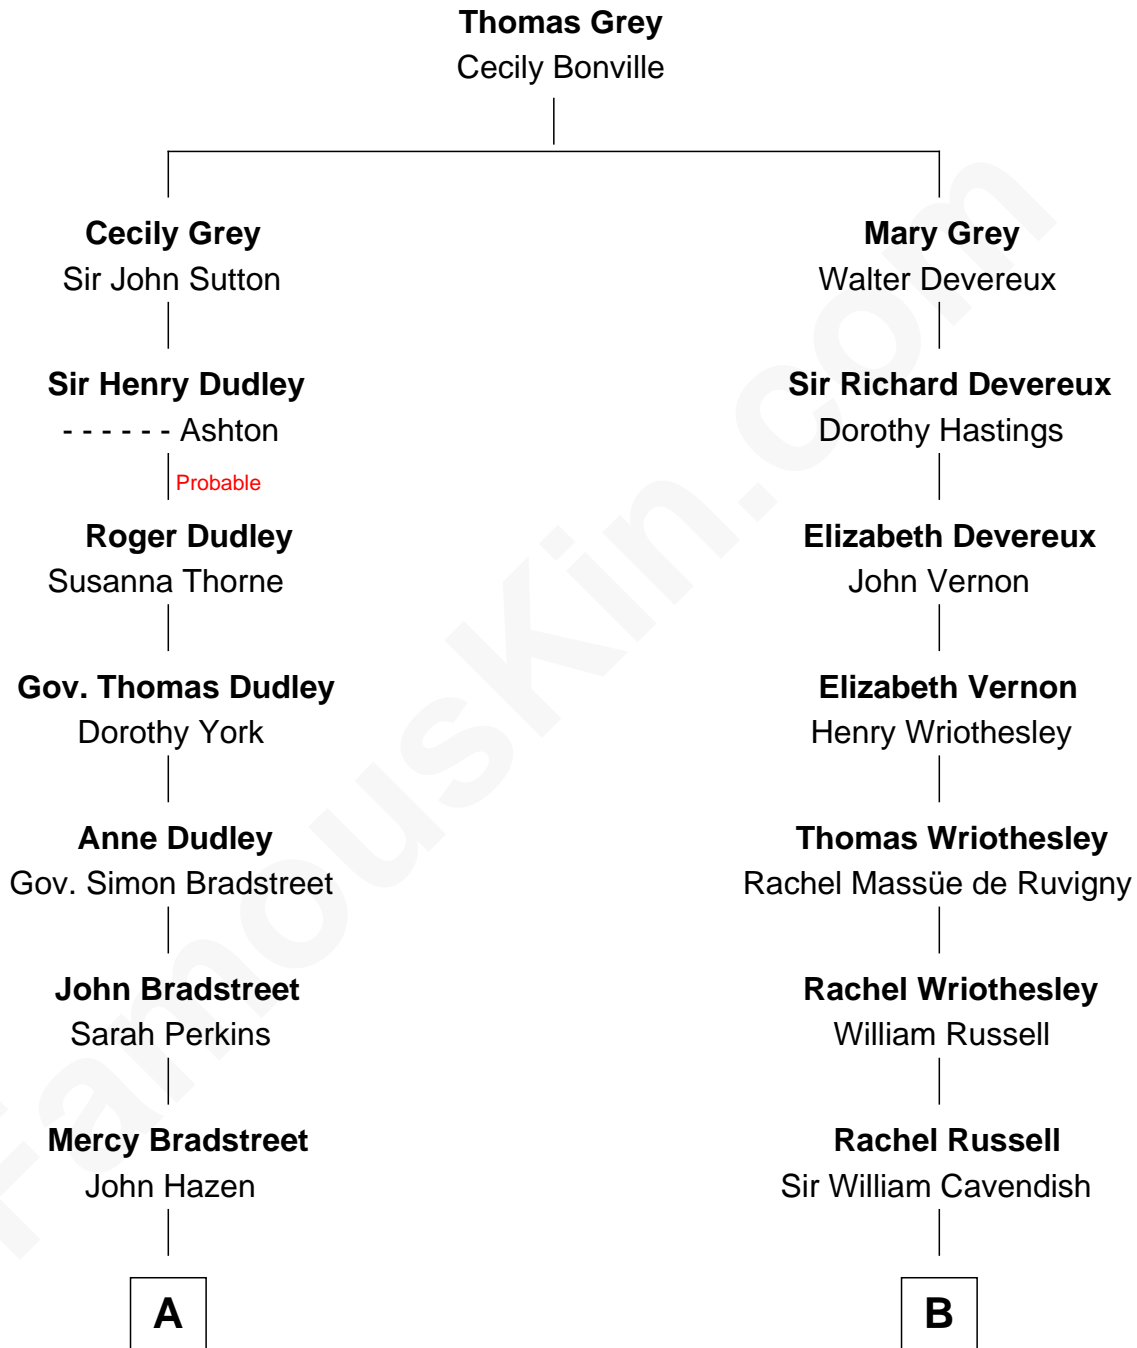 Thomas Grey
Cecily Bonville
Cecily Grey
Sir John Sutton
Mary Grey
Walter Devereux
Sir Henry Dudley
- - - - - - Ashton
Sir Richard Devereux
Dorothy Hastings
Probable
Roger Dudley
Susanna Thorne
Elizabeth Devereux
John Vernon
Gov. Thomas Dudley
Dorothy York
Elizabeth Vernon
Henry Wriothesley
Anne Dudley
Gov. Simon Bradstreet
Thomas Wriothesley
Rachel Massüe de Ruvigny
John Bradstreet
Sarah Perkins
Rachel Wriothesley
William Russell
Mercy Bradstreet
John Hazen
Rachel Russell
Sir William Cavendish
A
B
FamousKin.com